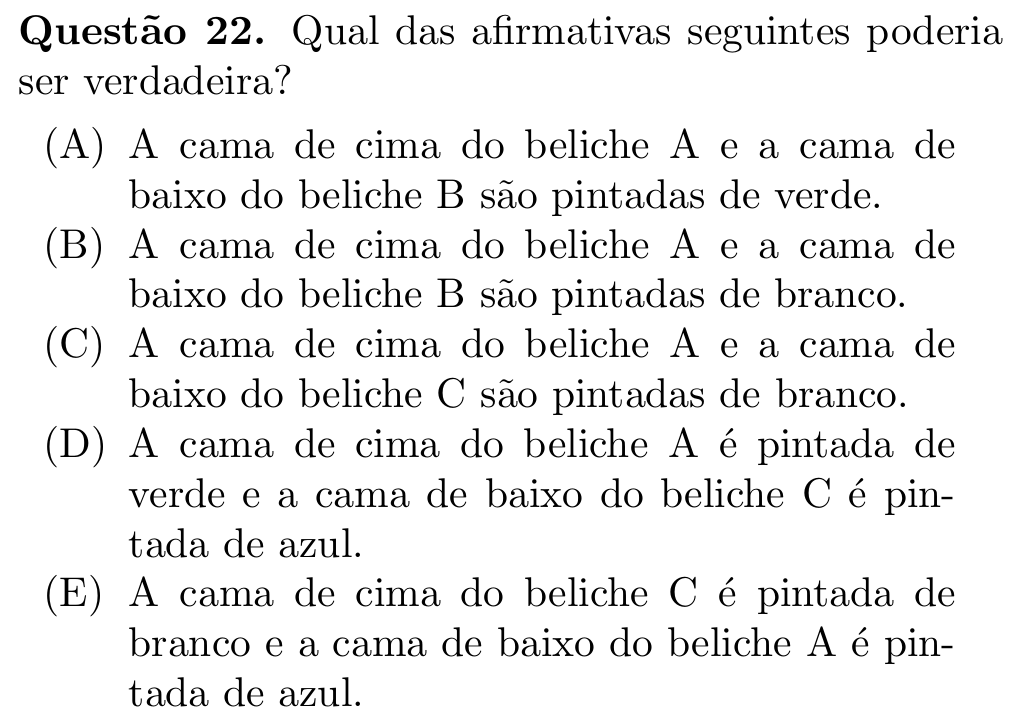 Questão 22. Qual das afirmativas seguintes poderia
ser verdadeira?
(A) A cama de cima do beliche A e a cama de
baixo do beliche B são pintadas de verde.
(B) A cama de cima do beliche A e a cama de
baixo do beliche B são pintadas de branco.
(C) A cama de cima do beliche A e a cama de
baixo do beliche C são pintadas de branco.
(D) A cama de cima do beliche A é pintada de
verde e a cama de baixo do beliche C é pin-
tada de azul.
(E) A cama de cima do beliche C é pintada de
branco e a cama de baixo do beliche A é pin-
tada de azul.